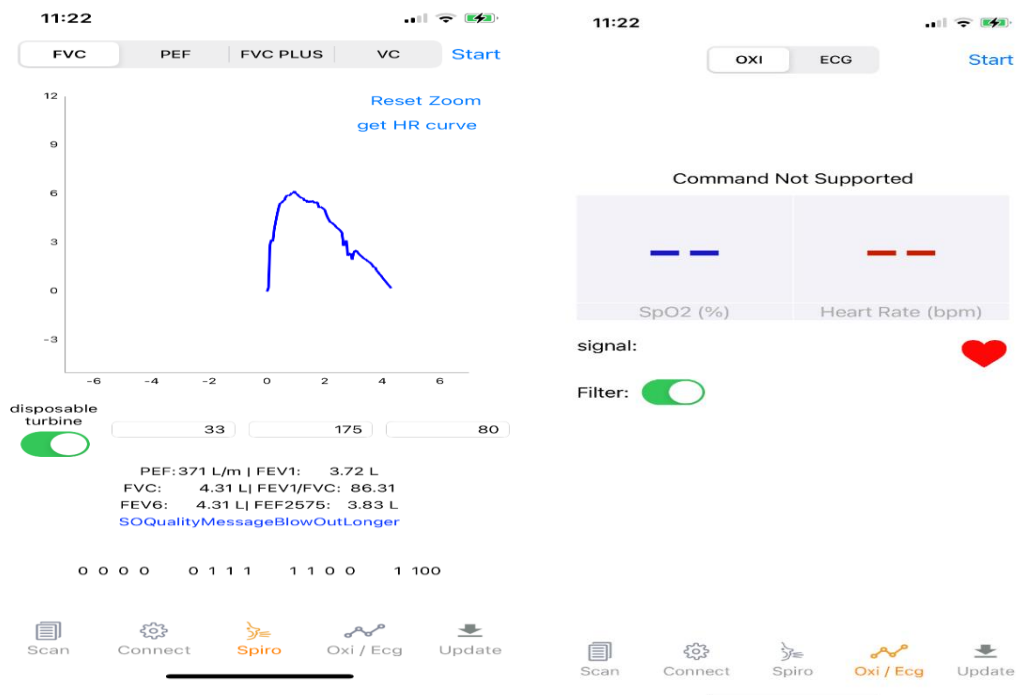 11:22
FVC PEF FVC PLUS VC Start
Reset Zoom
get HR curve
12
9
6
3
0
-3
-6 -4 -2 0 2 4 6
disposable
turbine
33 175 80
PEF: 371 L/m | FEV1: 3.72 L
FVC: 4.31 L| FEV1/FVC: 86.31
FEV6: 4.31 L| FEF2575: 3.83 L
SOQualityMessageBlowOutLonger
0 0 0 0 0 1 1 1 1 1 0 0 1 100
Scan Connect Spiro Oxi / Ecg Update
11:22
OXI ECG Start
Command Not Supported
-- --
SpO2 (%) Heart Rate (bpm)
signal:
Filter:
Scan Connect Spiro Oxi / Ecg Update